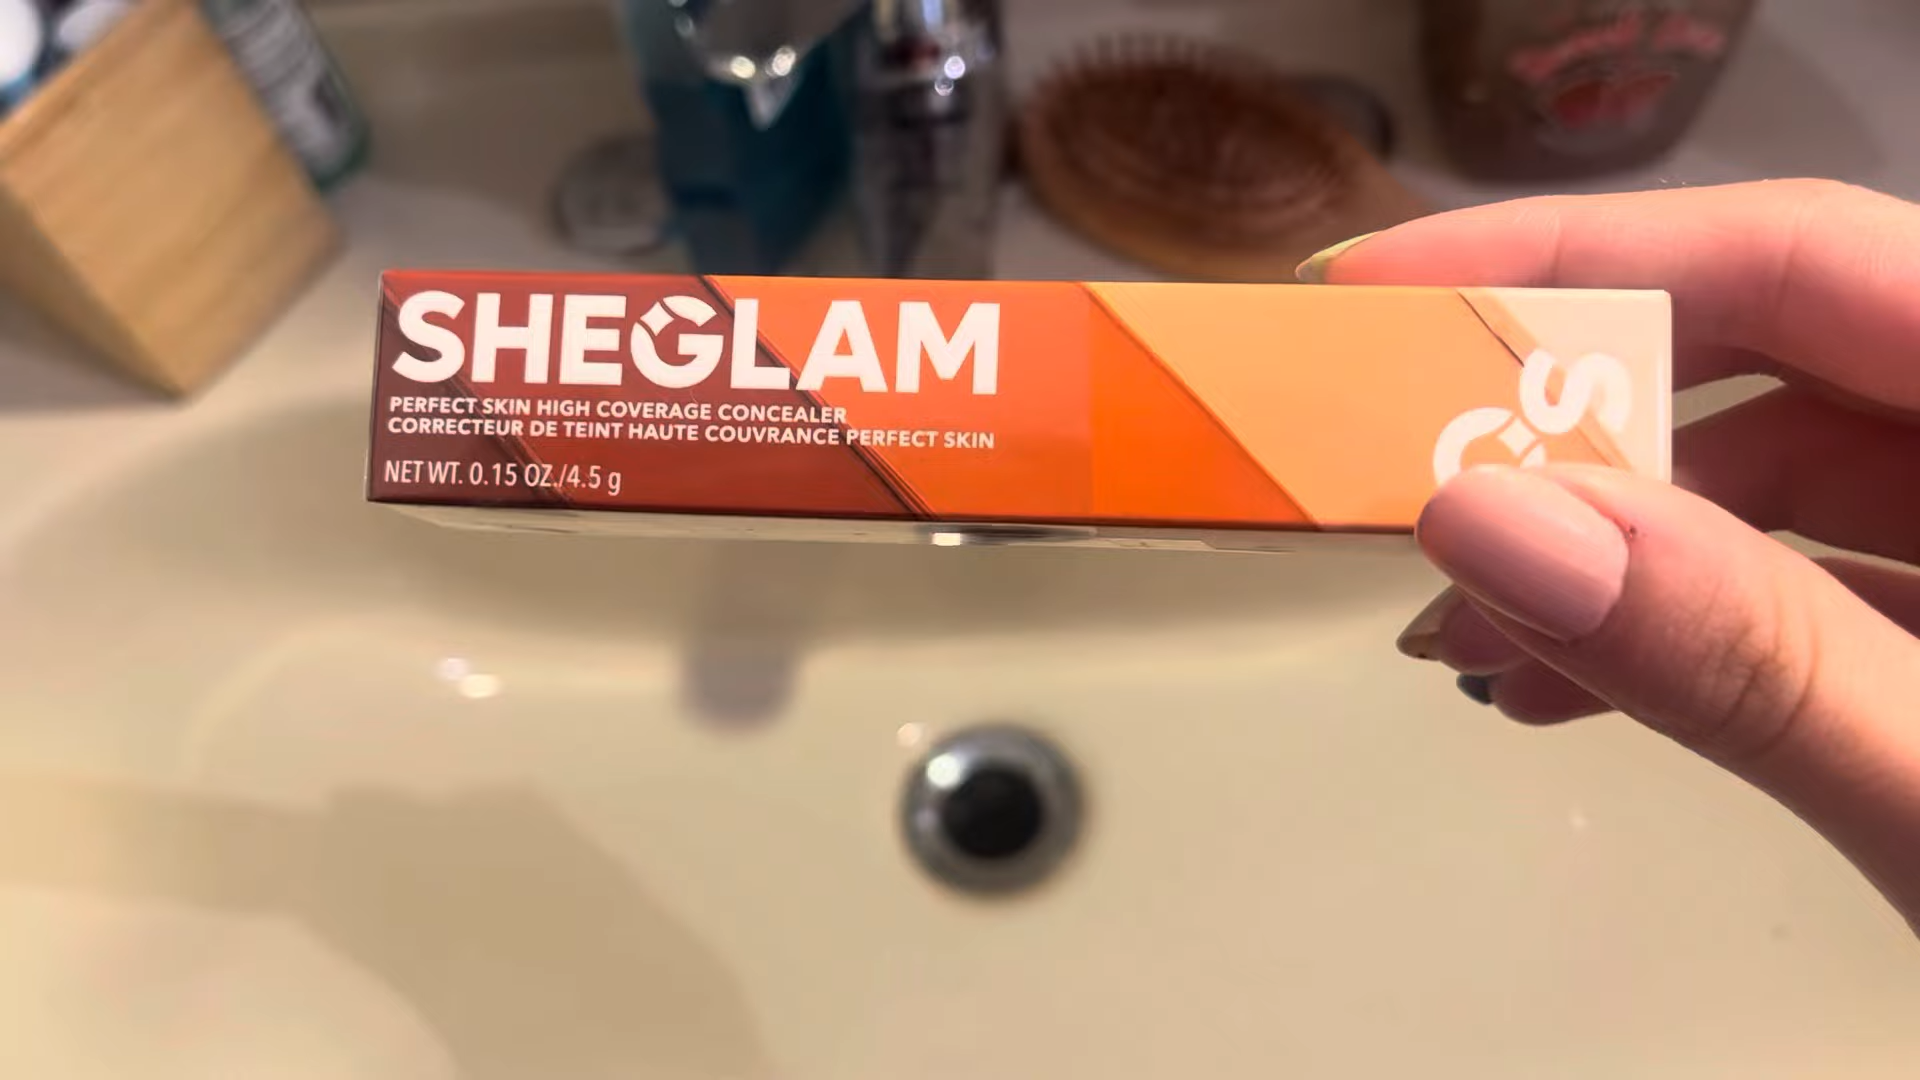 SHEGLAM
PERFECT SKIN HIGH COVERAGE CONCEALER
CORRECTEUR DE TEINT HAUTE COUVRANCE PERFECT SKIN
NET WT. 0.15 OZ./4.5 g